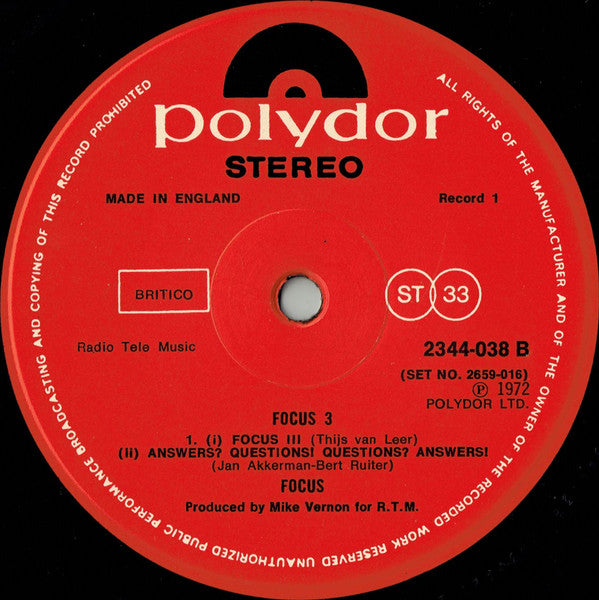 polydor
STEREO
MADE IN ENGLAND
Record 1
BRITICO
ST 33
Radio Tele Music
2344-038 B
(SET NO. 2659-016)
Ⓟ 1972
POLYDOR LTD.
FOCUS 3
1. (i) FOCUS III (Thijs van Leer)
(ii) ANSWERS? QUESTIONS! QUESTIONS? ANSWERS!
(Jan Akkerman-Bert Ruiter)
FOCUS
Produced by Mike Vernon for R.T.M.
ALL RIGHTS OF THE MANUFACTURER AND OF THE OWNER OF THE RECORDED WORK RESERVED UNAUTHORIZED PUBLIC PERFORMANCE BROADCASTING AND COPYING OF THIS RECORD PROHIBITED